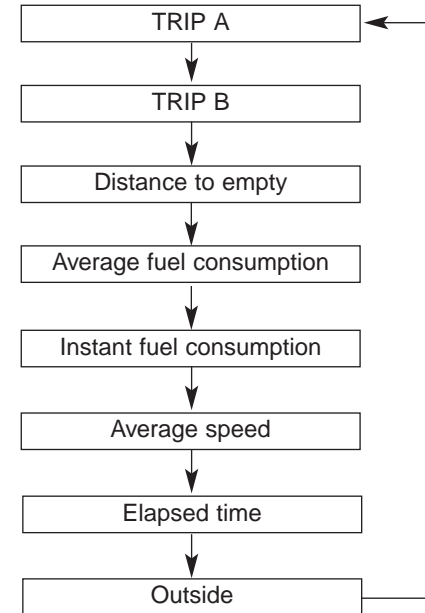 TRIP A
TRIP B
Distance to empty
Average fuel consumption
Instant fuel consumption
Average speed
Elapsed time
Outside